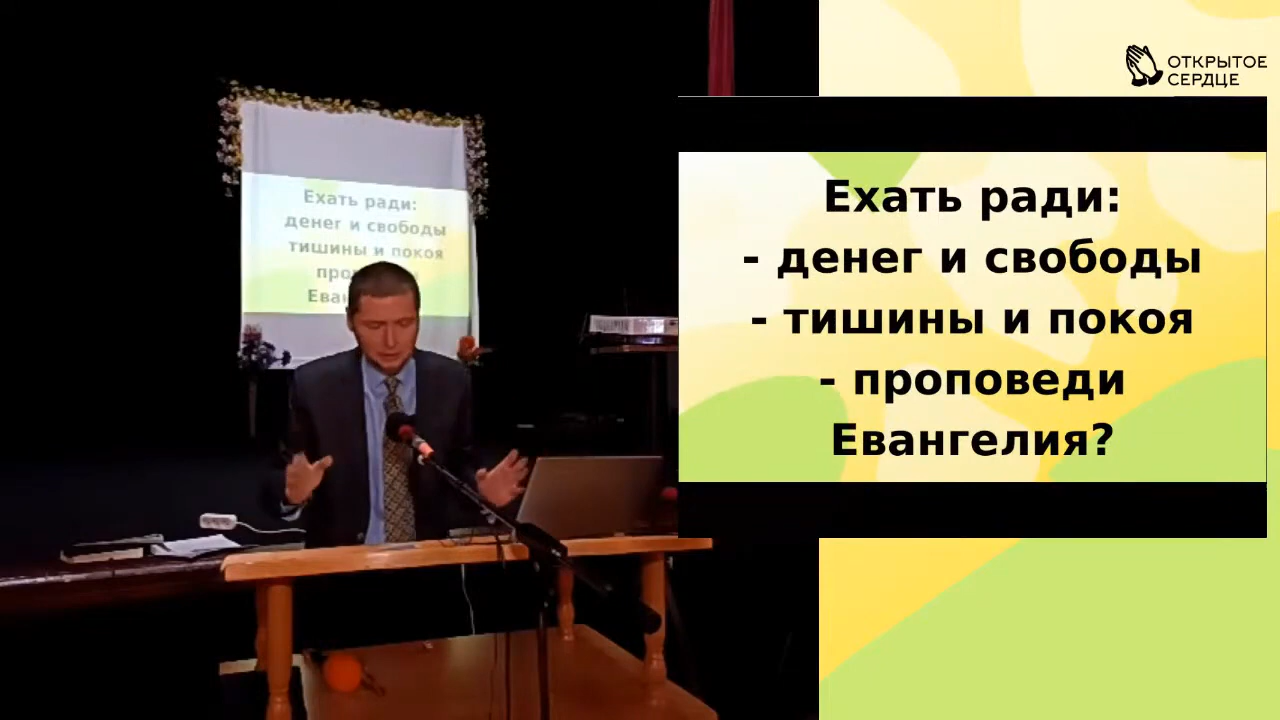 ОТКРЫТОЕ
СЕРДЦЕ
Ехать ради:
- денег и свободы
- тишины и покоя
- проповеди
Евангелия?
Ехать ради:
денег и свободы
тишины и покоя